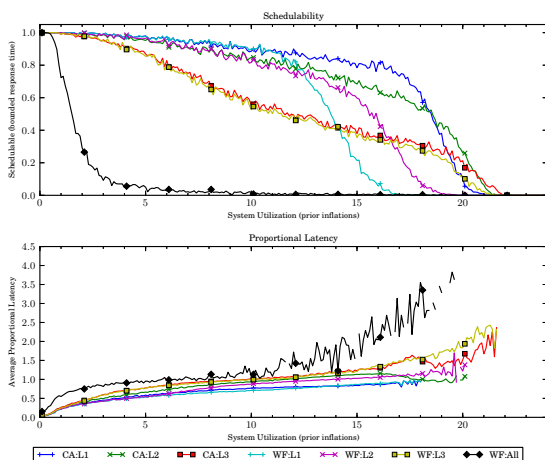 Schedulability
1.0
0.8
0.6
0.4
0.2
0.0
Schedulable (bounded response time)
0 5 10 15 20
System Utilization (prior inflations)
Proportional Latency
4.5
4.0
3.5
3.0
2.5
2.0
1.5
1.0
0.5
0.0
Average Proportional Latency
0 5 10 15 20
System Utilization (prior inflations)
CA:L1 CA:L2 CA:L3 WF:L1 WF:L2 WF:L3 WF:All